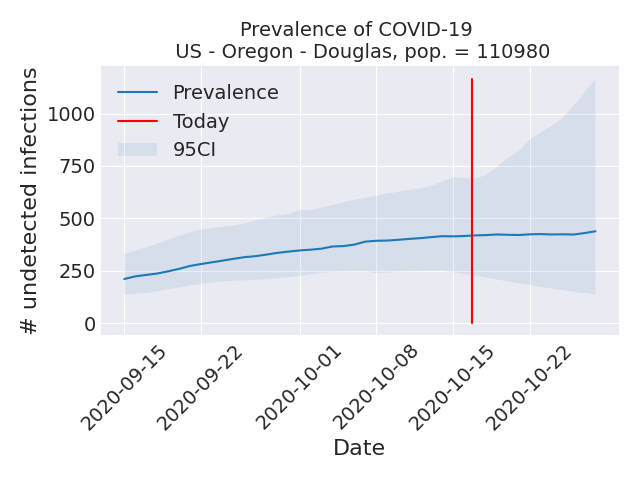 Prevalence of COVID-19
US - Oregon - Douglas, pop. = 110980
# undetected infections
1000
750
500
250
0
Prevalence
Today
95CI
2020-09-15
2020-09-22
2020-10-01
2020-10-08
2020-10-15
2020-10-22
Date